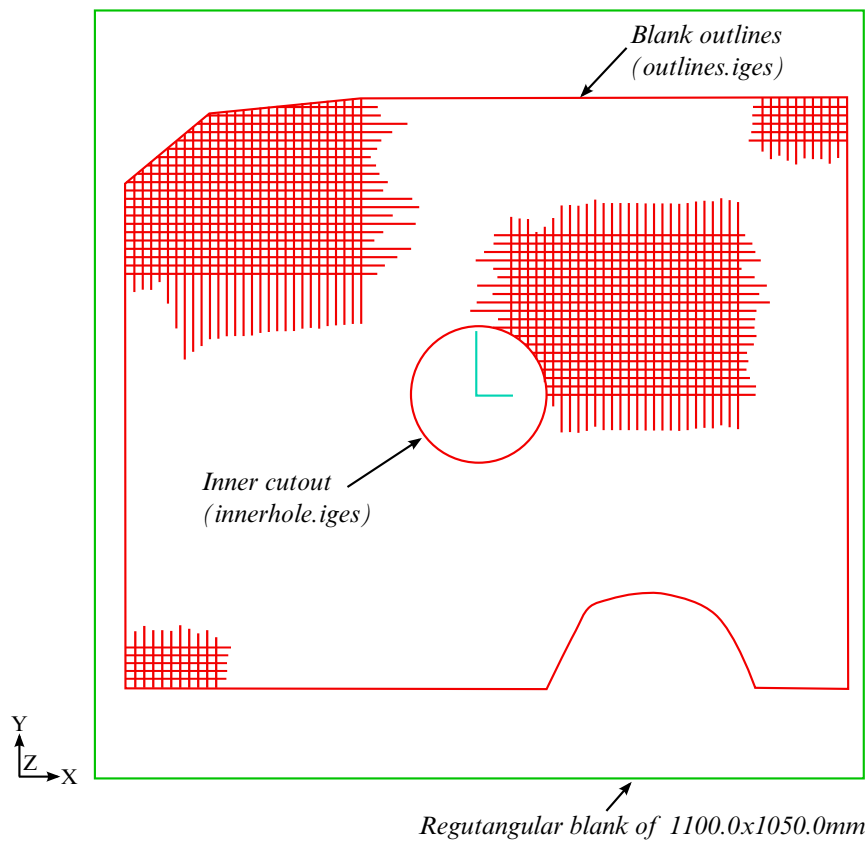 Blank outlines
(outlines.iges)
Inner cutout
(innerhole.iges)
Y
Z
X
Regutangular blank of 1100.0x1050.0mm